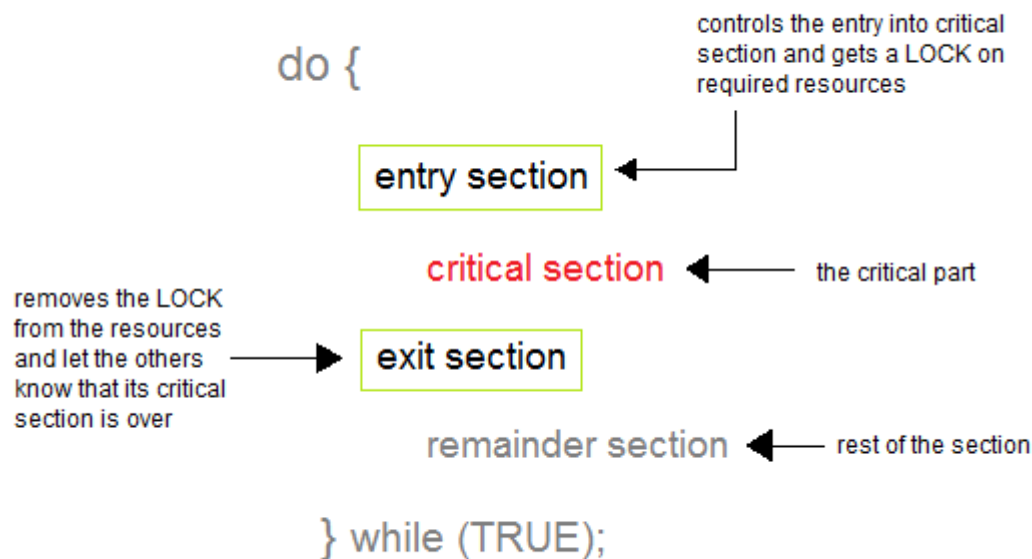 controls the entry into critical
section and gets a LOCK on
required resources
do {
entry section
critical section
the critical part
removes the LOCK
from the resources
and let the others
know that its critical
section is over
exit section
remainder section
rest of the section
} while (TRUE);